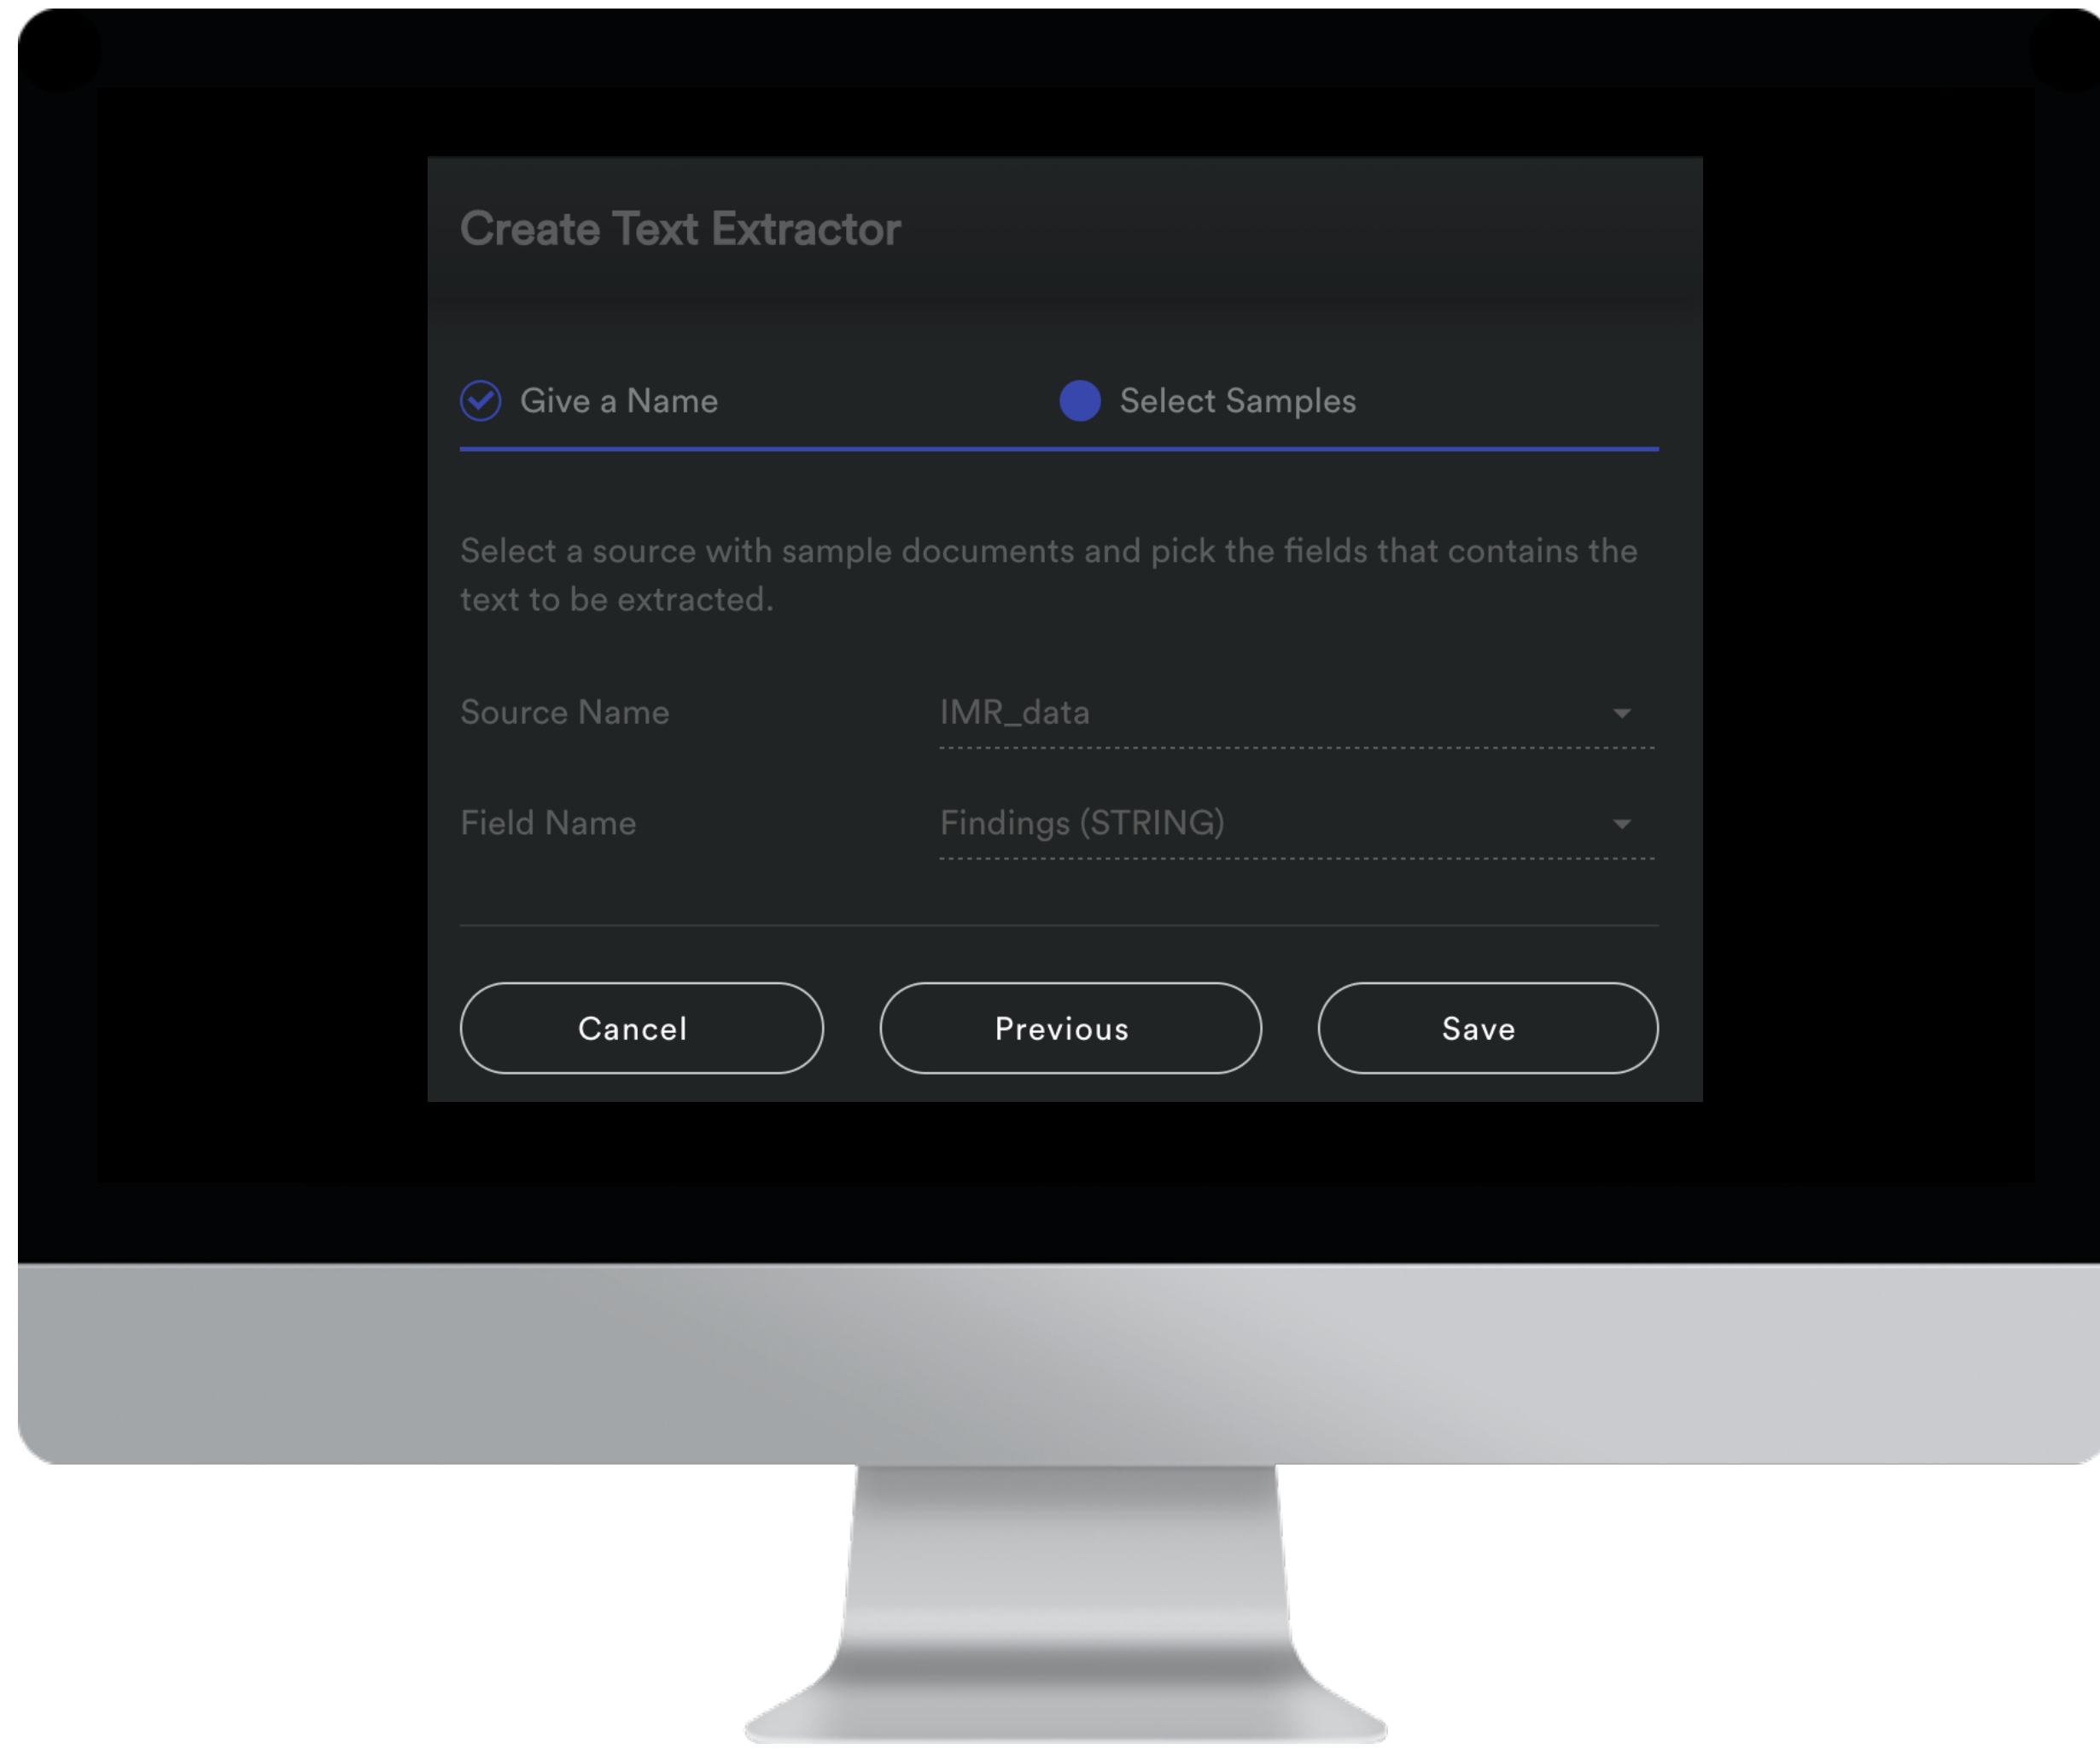 Create Text Extractor
Give a Name
Select Samples
Select a source with sample documents and pick the fields that contains the
text to be extracted.
Source Name
IMR_data
Field Name
Findings (STRING)
Cancel
Previous
Save